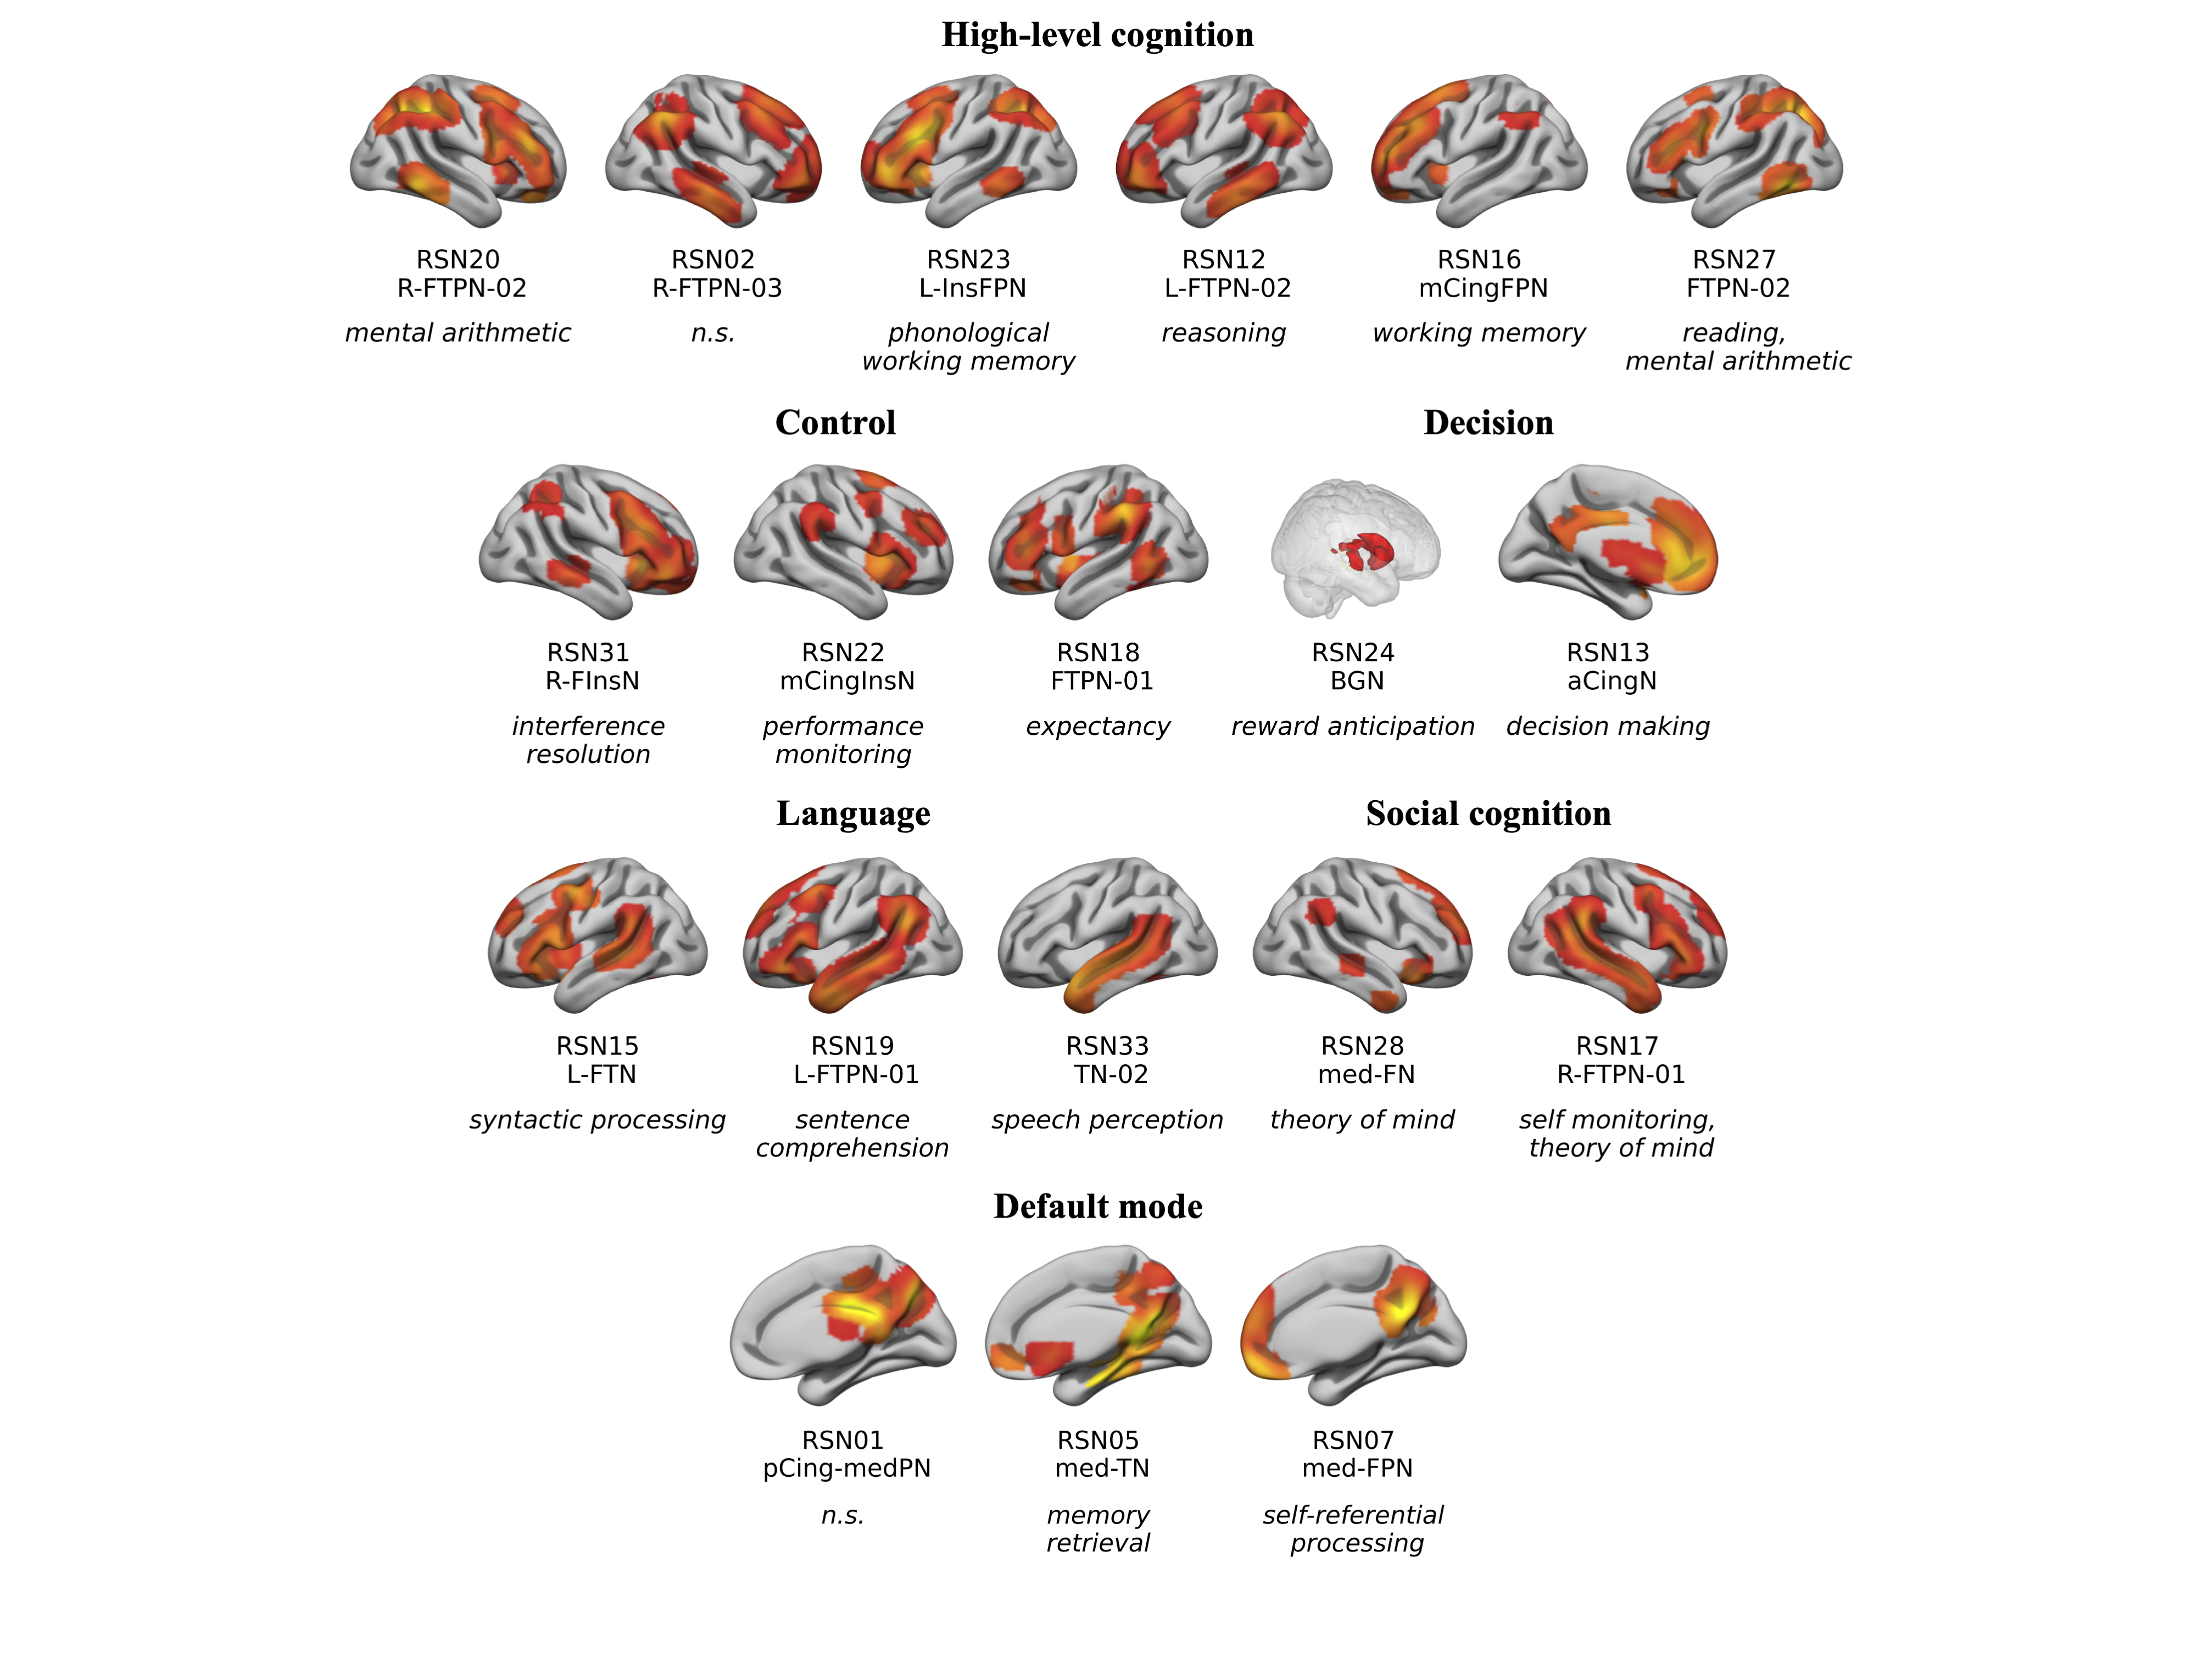 High-level cognition
RSN20
R-FTPN-02
mental arithmetic
RSN02
R-FTPN-03
n.s.
RSN23
L-InsFPN
phonological
working memory
RSN12
L-FTPN-02
reasoning
RSN16
mCingFPN
working memory
RSN27
FTPN-02
reading,
mental arithmetic
Control
RSN31
R-FInsN
interference
resolution
RSN22
mCingInsN
performance
monitoring
RSN18
FTPN-01
expectancy
Decision
RSN24
BGN
reward anticipation
RSN13
aCingN
decision making
Language
RSN15
L-FTN
syntactic processing
RSN19
L-FTPN-01
sentence
comprehension
RSN33
TN-02
speech perception
Social cognition
RSN28
med-FN
theory of mind
RSN17
R-FTPN-01
self monitoring,
theory of mind
Default mode
RSN01
pCing-medPN
n.s.
RSN05
med-TN
memory
retrieval
RSN07
med-FPN
self-referential
processing